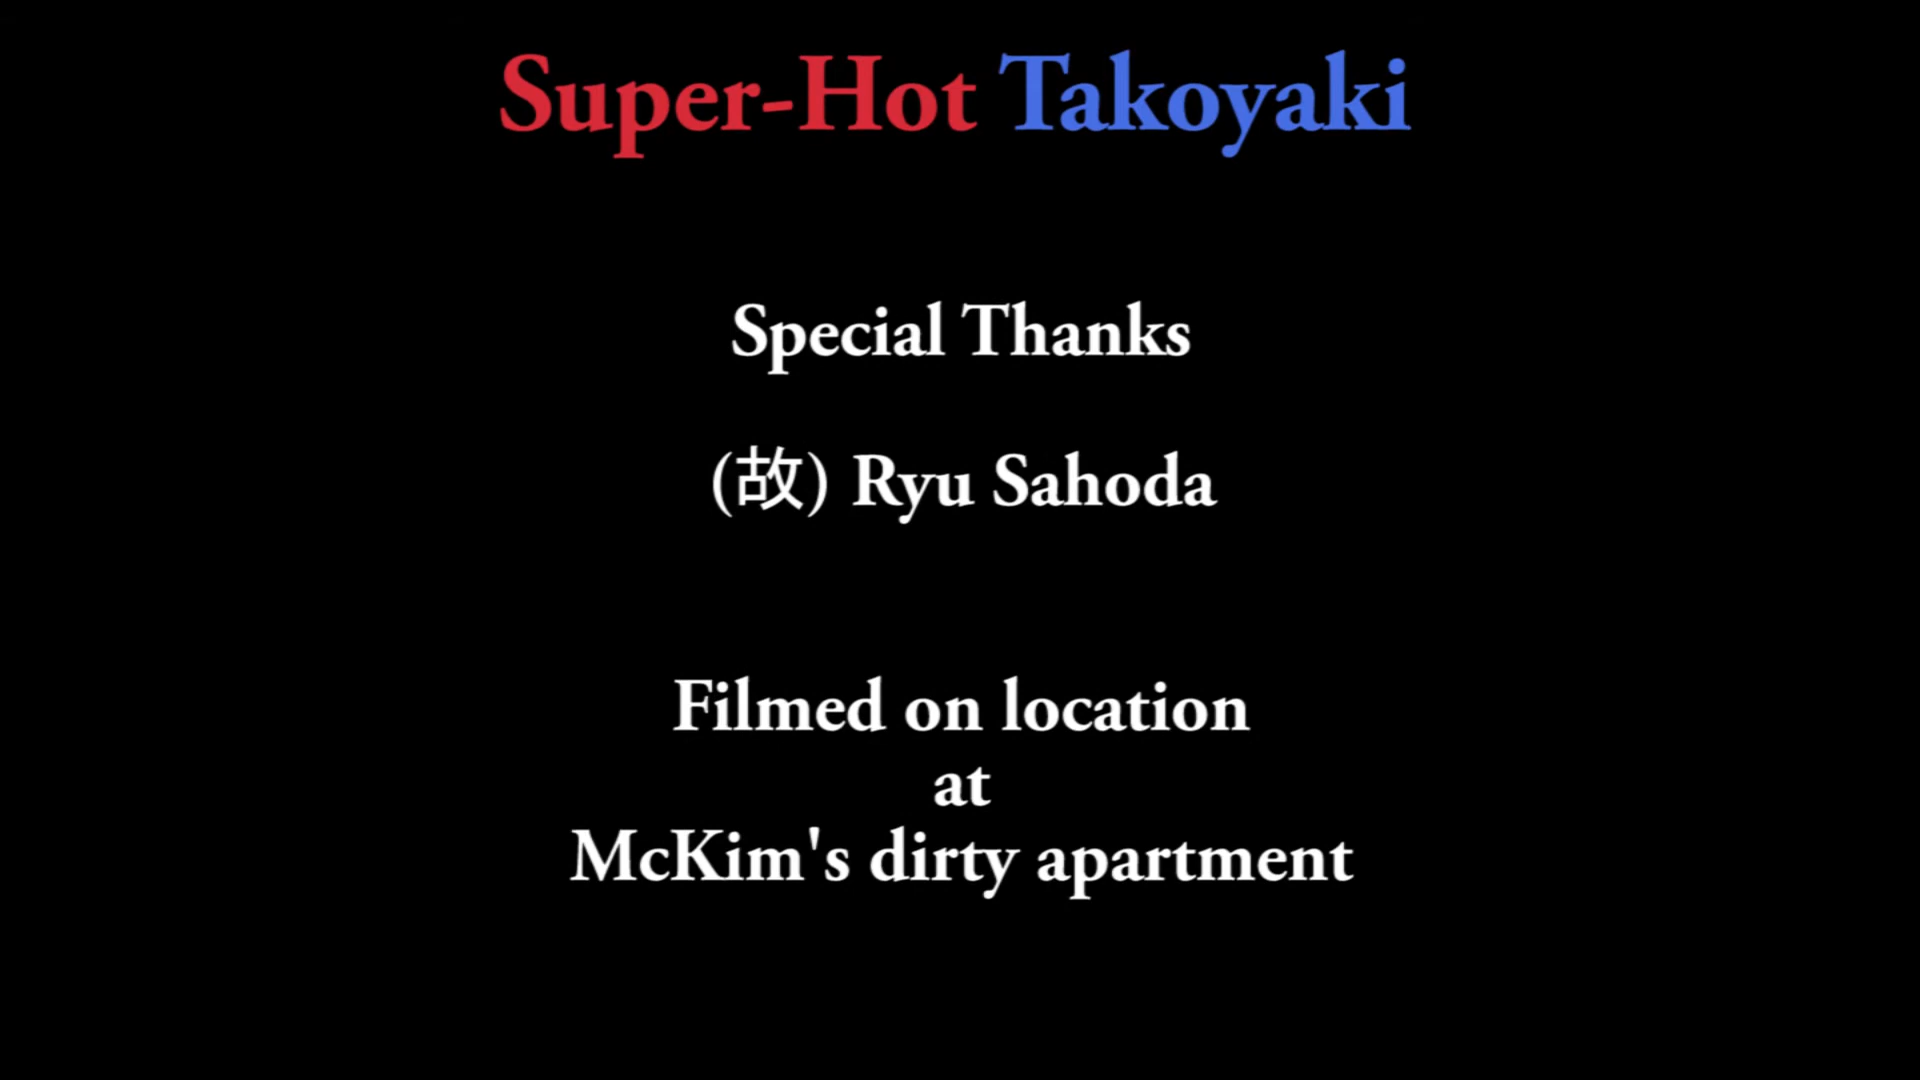 Super-Hot Takoyaki
Special Thanks
(故) Ryu Sahoda
Filmed on location
at
McKim's dirty apartment